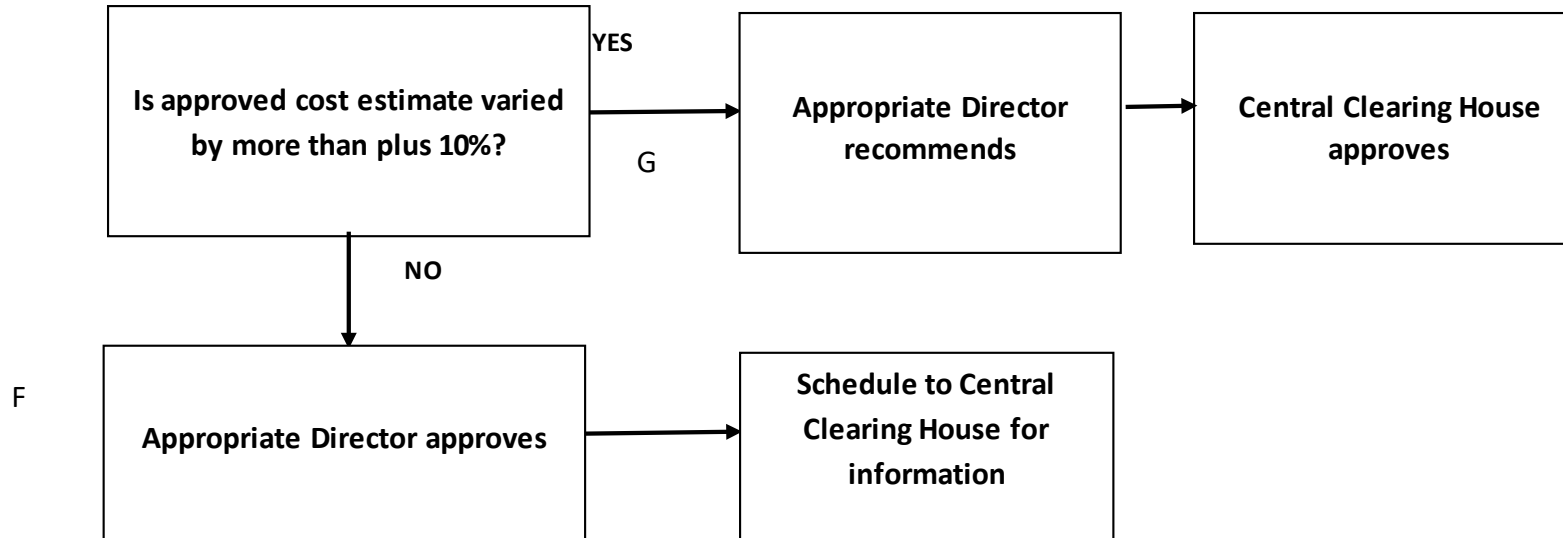 YES
Is approved cost estimate varied
by more than plus 10%?
G
Appropriate Director
recommends
Central Clearing House
approves
NO
F
Appropriate Director approves
Schedule to Central
Clearing House for
information